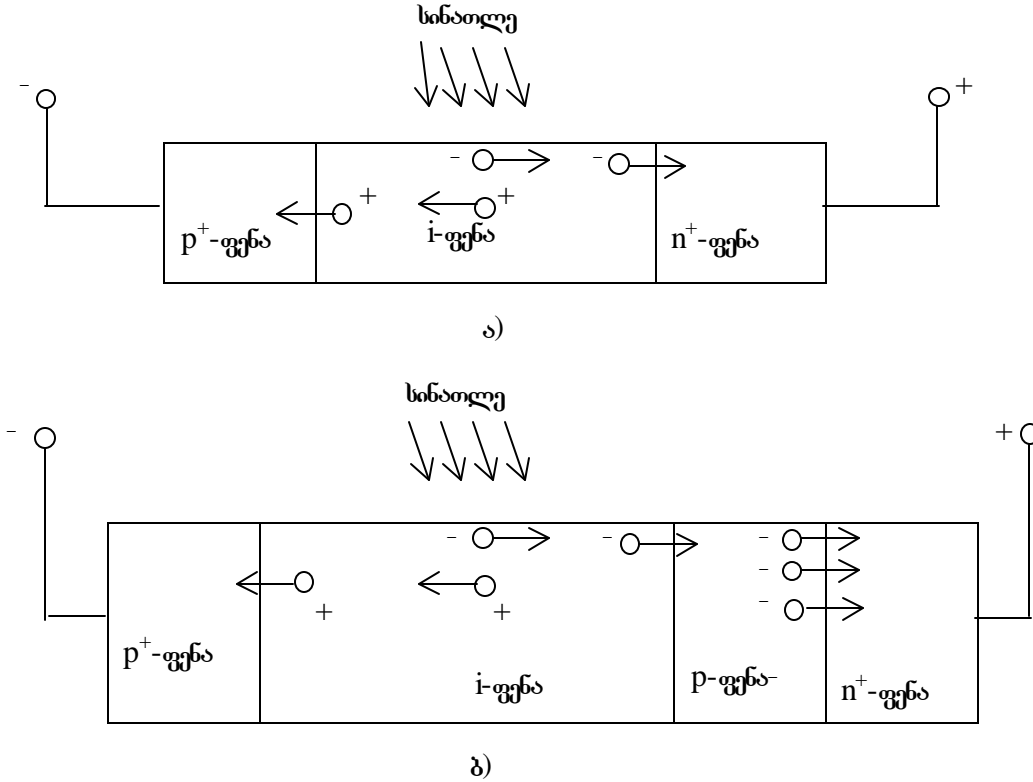 სინათლე
- +
- -
+ +
p⁺-ფენა i-ფენა n⁺-ფენა
ა)
სინათლე
- +
- - -
-
-
+ +
p⁺-ფენა i-ფენა p-ფენა- n⁺-ფენა
ბ)